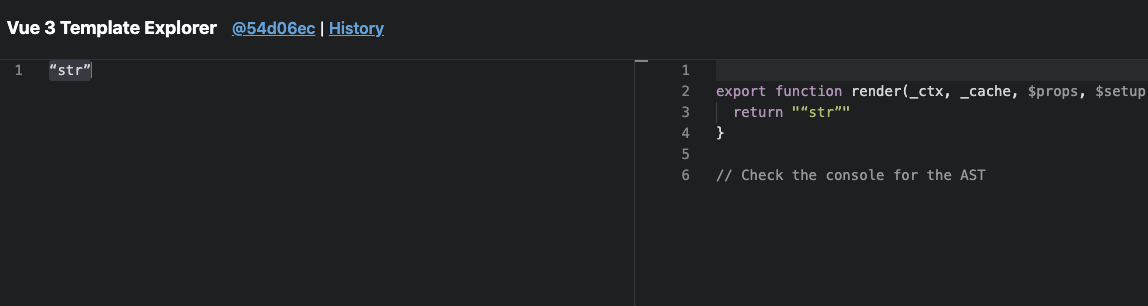 Vue 3 Template Explorer @54d06ec | History
1 “str”
1
2 export function render(_ctx, _cache, $props, $setup
3 return "“str”"
4 }
5
6 // Check the console for the AST